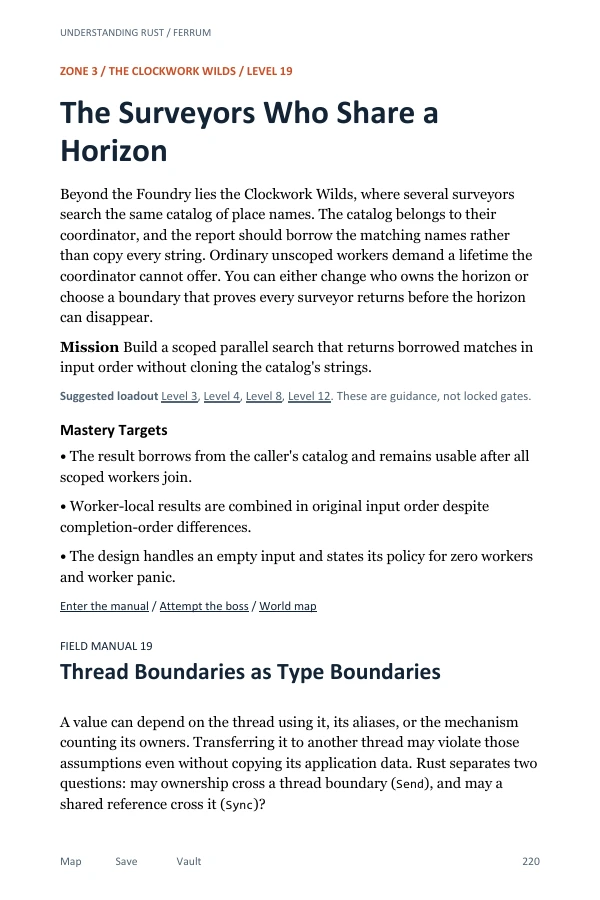 UNDERSTANDING RUST / FERRUM
ZONE 3 / THE CLOCKWORK WILDS / LEVEL 19
The Surveyors Who Share a
Horizon
Beyond the Foundry lies the Clockwork Wilds, where several surveyors
search the same catalog of place names. The catalog belongs to their
coordinator, and the report should borrow the matching names rather
than copy every string. Ordinary unscoped workers demand a lifetime the
coordinator cannot offer. You can either change who owns the horizon or
choose a boundary that proves every surveyor returns before the horizon
can disappear.
Mission Build a scoped parallel search that returns borrowed matches in
input order without cloning the catalog's strings.
Suggested loadout Level 3, Level 4, Level 8, Level 12. These are guidance, not locked gates.
Mastery Targets
• The result borrows from the caller's catalog and remains usable after all
scoped workers join.
• Worker-local results are combined in original input order despite
completion-order differences.
• The design handles an empty input and states its policy for zero workers
and worker panic.
Enter the manual / Attempt the boss / World map
FIELD MANUAL 19
Thread Boundaries as Type Boundaries
A value can depend on the thread using it, its aliases, or the mechanism
counting its owners. Transferring it to another thread may violate those
assumptions even without copying its application data. Rust separates two
questions: may ownership cross a thread boundary (Send), and may a
shared reference cross it (Sync)?
Map Save Vault 220